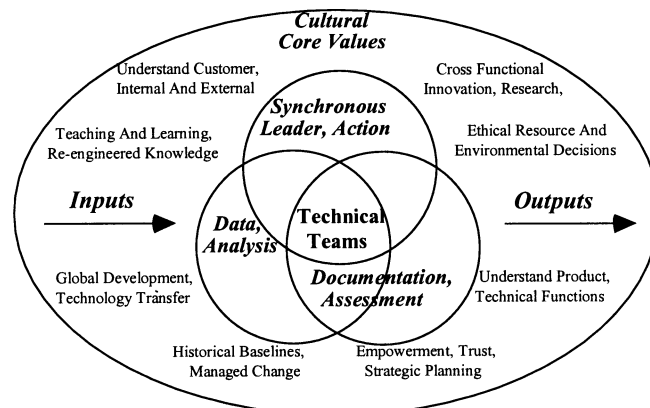 Cultural
Core Values
Understand Customer,
Internal And External
Cross Functional
Innovation, Research,
Synchronous
Leader, Action
Teaching And Learning,
Re-engineered Knowledge
Ethical Resource And
Environmental Decisions
Inputs
Outputs
Data,
Analysis
Technical
Teams
Documentation,
Assessment
Global Development,
Technology Transfer
Understand Product,
Technical Functions
Historical Baselines,
Managed Change
Empowerment, Trust,
Strategic Planning